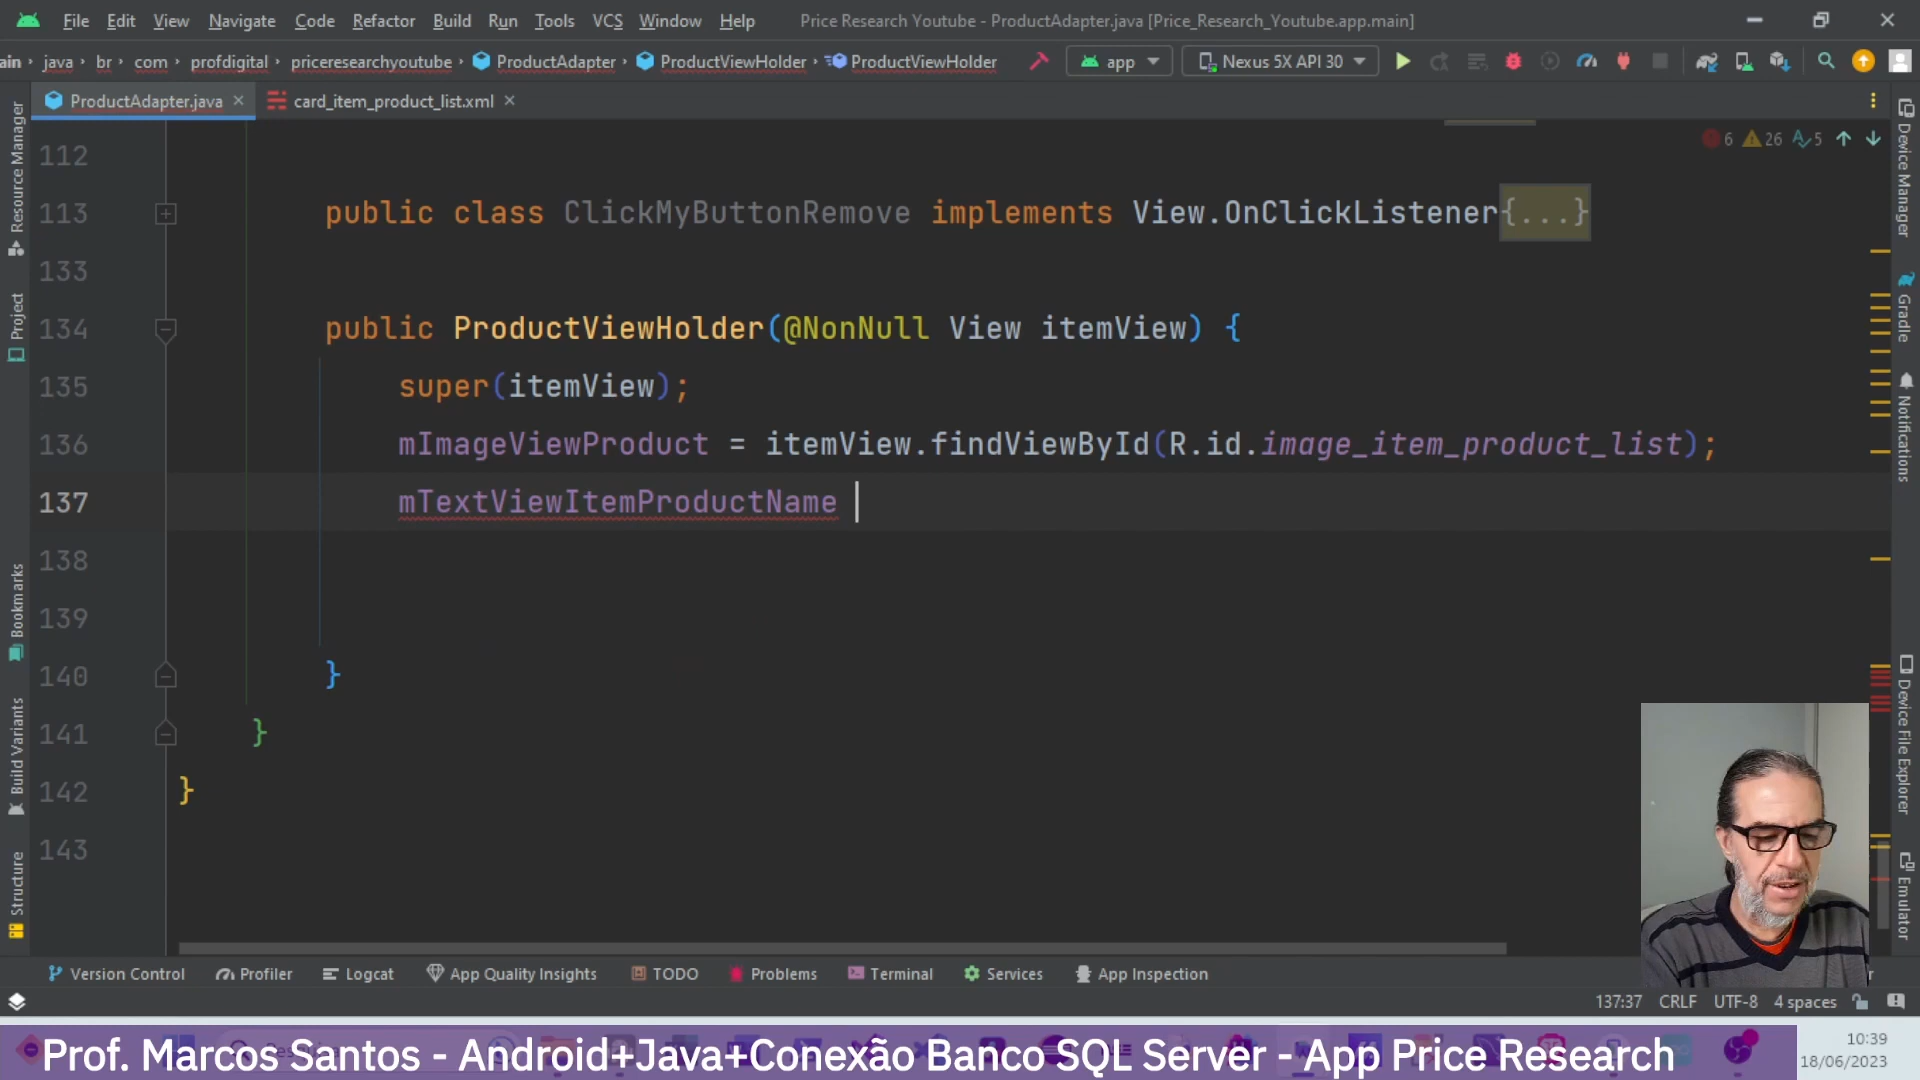 File Edit View Navigate Code Refactor Build Run Tools VCS Window Help Price Research Youtube - ProductAdapter.java [Price_Research_Youtube.app.main]
ain java br com profdigital priceresearchyoutube ProductAdapter ProductViewHolder ProductViewHolder app Nexus 5X API 30
ProductAdapter.java card_item_product_list.xml
6 26 5
112
113 public class ClickMyButtonRemove implements View.OnClickListener{...}
133
134 public ProductViewHolder(@NonNull View itemView) {
135 super(itemView);
136 mImageViewProduct = itemView.findViewById(R.id.image_item_product_list);
137 mTextViewItemProductName
138
139
140 }
141 }
142 }
143
Resource Manager
Project
Bookmarks
Build Variants
Structure
Device Manager
Gradle
Notifications
Device File Explorer
Emulator
Version Control Profiler Logcat App Quality Insights TODO Problems Terminal Services App Inspection
137:37 CRLF UTF-8 4 spaces
Prof. Marcos Santos - Android+Java+Conexão Banco SQL Server - App Price Research
10:39
18/06/2023